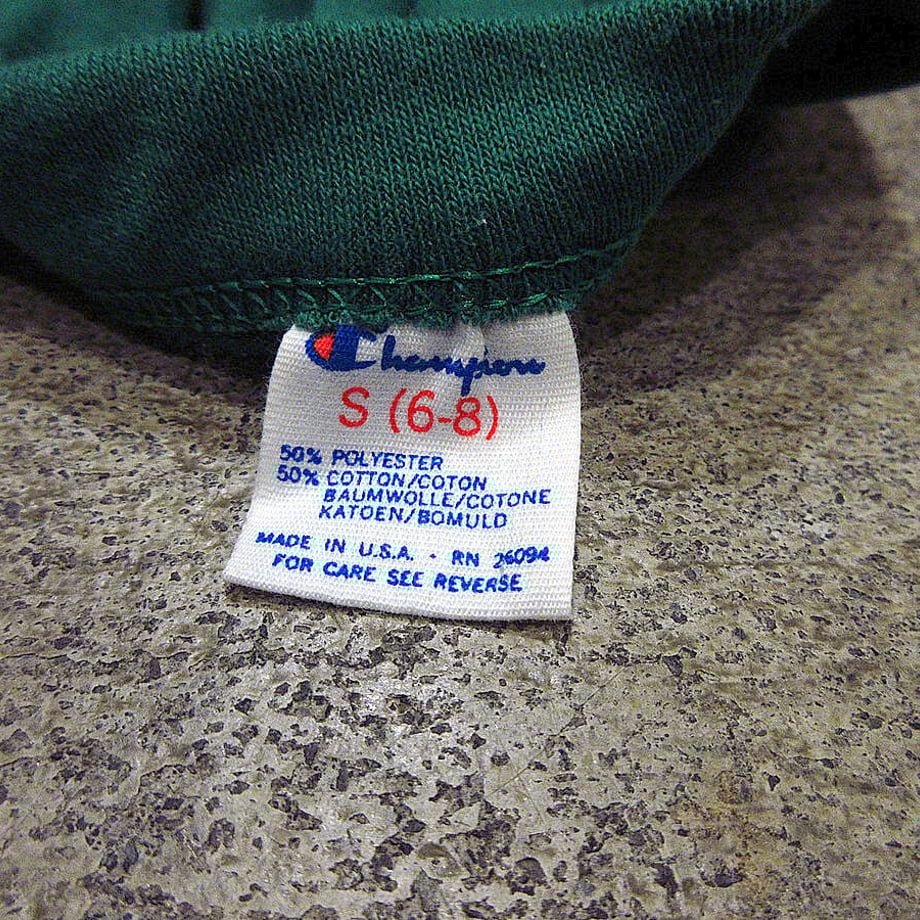 Champion
S (6-8)
50% POLYESTER
50% COTTON/COTON
BAUMWOLLE/COTONE
KATOEN/BOMULD
MADE IN U.S.A. · RN 26094
FOR CARE SEE REVERSE